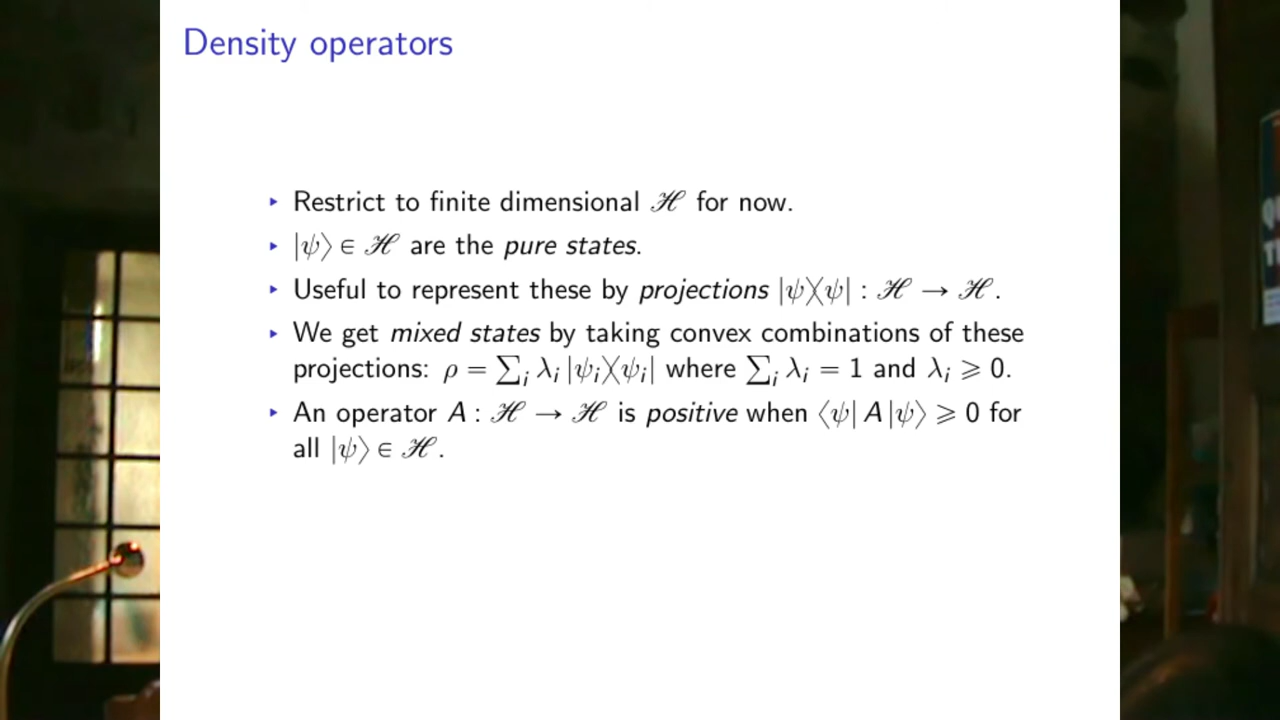 Density operators
▸ Restrict to finite dimensional ℋ for now.
▸ |ψ⟩ ∈ ℋ are the pure states.
▸ Useful to represent these by projections |ψ⟩⟨ψ| : ℋ → ℋ.
▸ We get mixed states by taking convex combinations of these
projections: ρ = ∑ᵢ λᵢ |ψᵢ⟩⟨ψᵢ| where ∑ᵢ λᵢ = 1 and λᵢ ⩾ 0.
▸ An operator A : ℋ → ℋ is positive when ⟨ψ| A |ψ⟩ ⩾ 0 for
all |ψ⟩ ∈ ℋ.